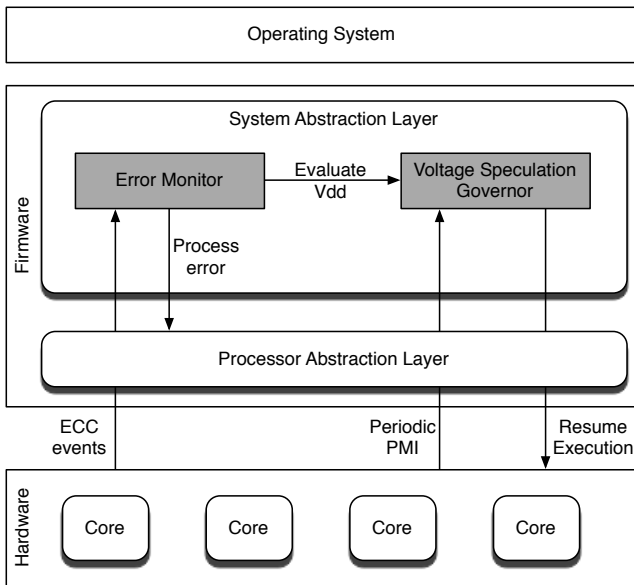 Operating System
System Abstraction Layer
Error Monitor
Evaluate
Vdd
Voltage Speculation
Governor
Process
error
Firmware
Processor Abstraction Layer
ECC
events
Periodic
PMI
Resume
Execution
Hardware
Core
Core
Core
Core